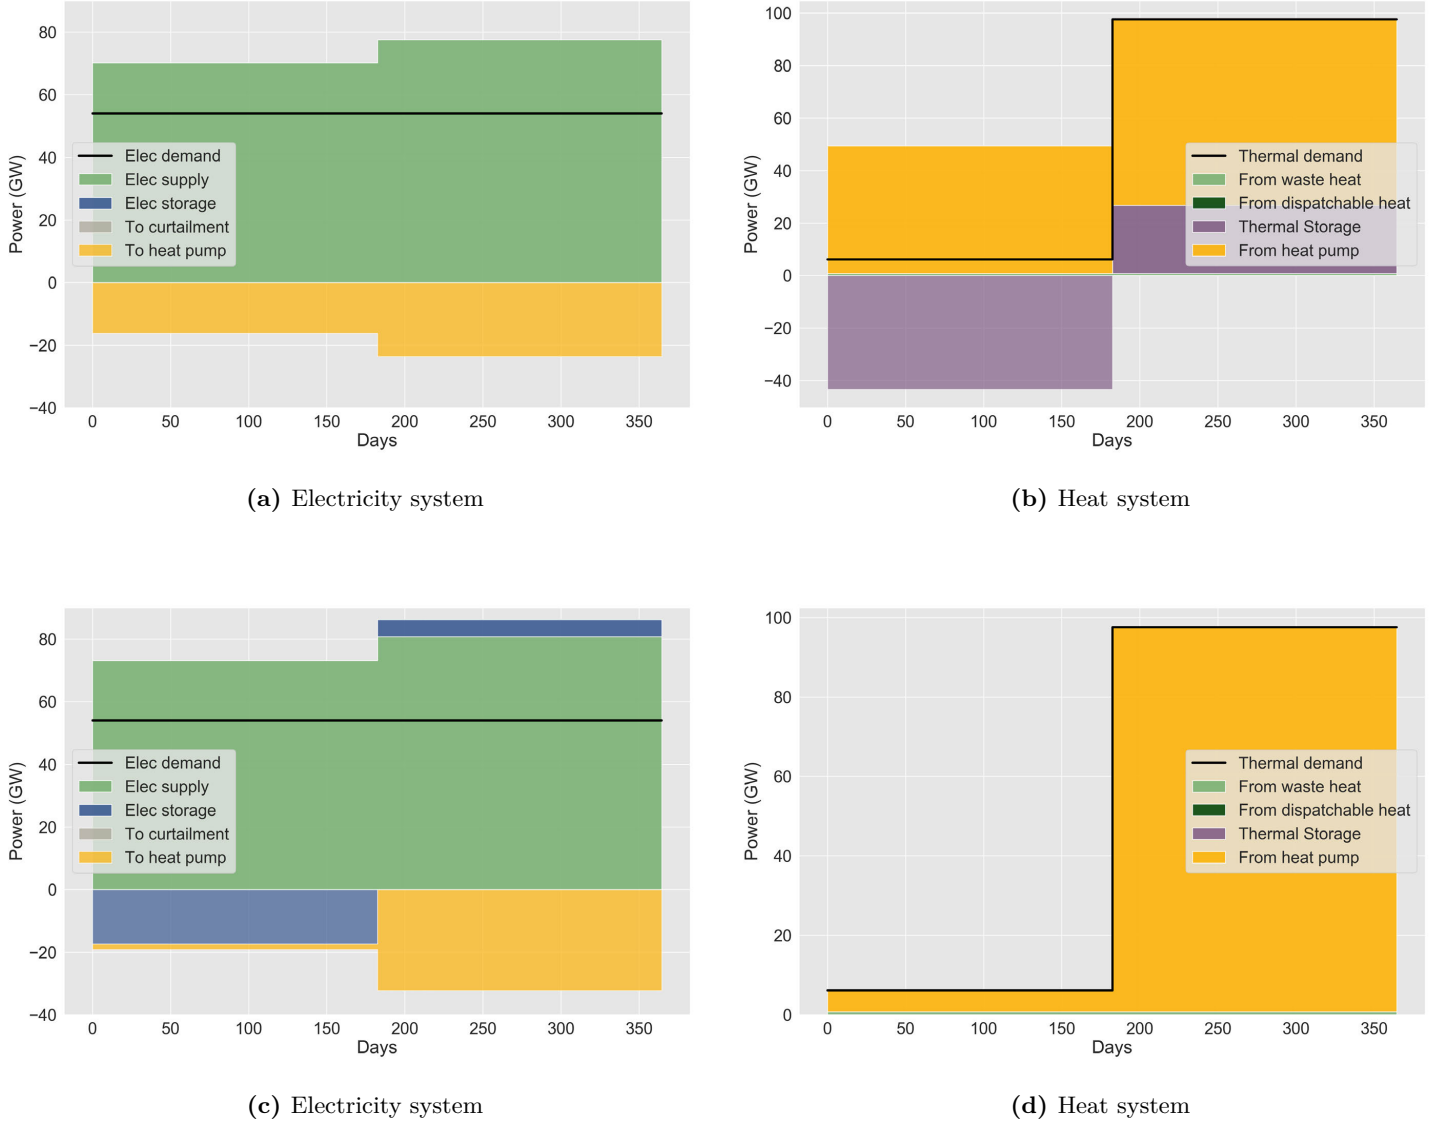 80
60
40
20
0
−20
−40
Power (GW)
Elec demand
Elec supply
Elec storage
To curtailment
To heat pump
0 50 100 150 200 250 300 350
Days
(a) Electricity system
100
80
60
40
20
0
−20
−40
Power (GW)
Thermal demand
From waste heat
From dispatchable heat
Thermal Storage
From heat pump
0 50 100 150 200 250 300 350
Days
(b) Heat system
80
60
40
20
0
−20
−40
Power (GW)
Elec demand
Elec supply
Elec storage
To curtailment
To heat pump
0 50 100 150 200 250 300 350
Days
(c) Electricity system
100
80
60
40
20
0
Power (GW)
Thermal demand
From waste heat
From dispatchable heat
Thermal Storage
From heat pump
0 50 100 150 200 250 300 350
Days
(d) Heat system